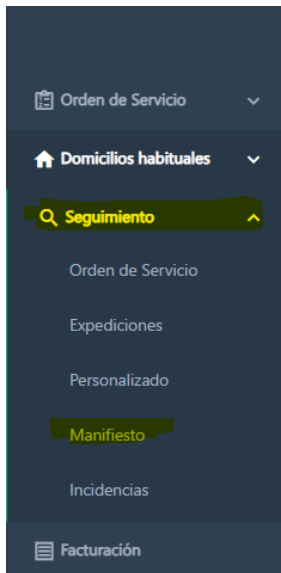 Orden de Servicio
Domicilios habituales
Seguimiento
Orden de Servicio
Expediciones
Personalizado
Manifiesto
Incidencias
Facturación